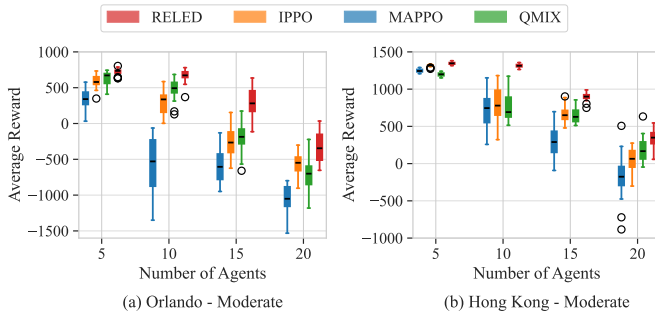 RELED IPPO MAPPO QMIX
Average Reward
1000
500
0
−500
−1000
−1500
5 10 15 20
Number of Agents
(a) Orlando - Moderate
Average Reward
1500
1000
500
0
−500
−1000
5 10 15 20
Number of Agents
(b) Hong Kong - Moderate